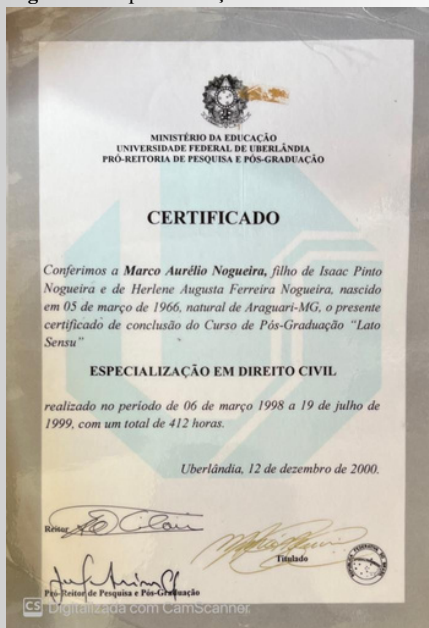 MINISTÉRIO DA EDUCAÇÃO
UNIVERSIDADE FEDERAL DE UBERLÂNDIA
PRÓ-REITORIA DE PESQUISA E PÓS-GRADUAÇÃO
CERTIFICADO
Conferimos a Marco Aurélio Nogueira, filho de Isaac Pinto
Nogueira e de Herlene Augusta Ferreira Nogueira, nascido
em 05 de março de 1966, natural de Araguari-MG, o presente
certificado de conclusão do Curso de Pós-Graduação "Lato
Sensu"
ESPECIALIZAÇÃO EM DIREITO CIVIL
realizado no período de 06 de março 1998 a 19 de julho de
1999, com um total de 412 horas.
Uberlândia, 12 de dezembro de 2000.
Reitor
Titulado
Pró-Reitor de Pesquisa e Pós-Graduação
CS Digitalizada com CamScanner